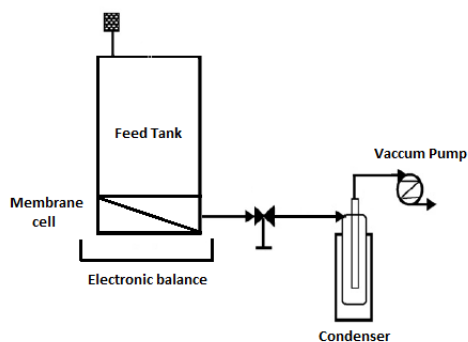 Feed Tank
Vaccum Pump
Membrane
cell
Electronic balance
Condenser